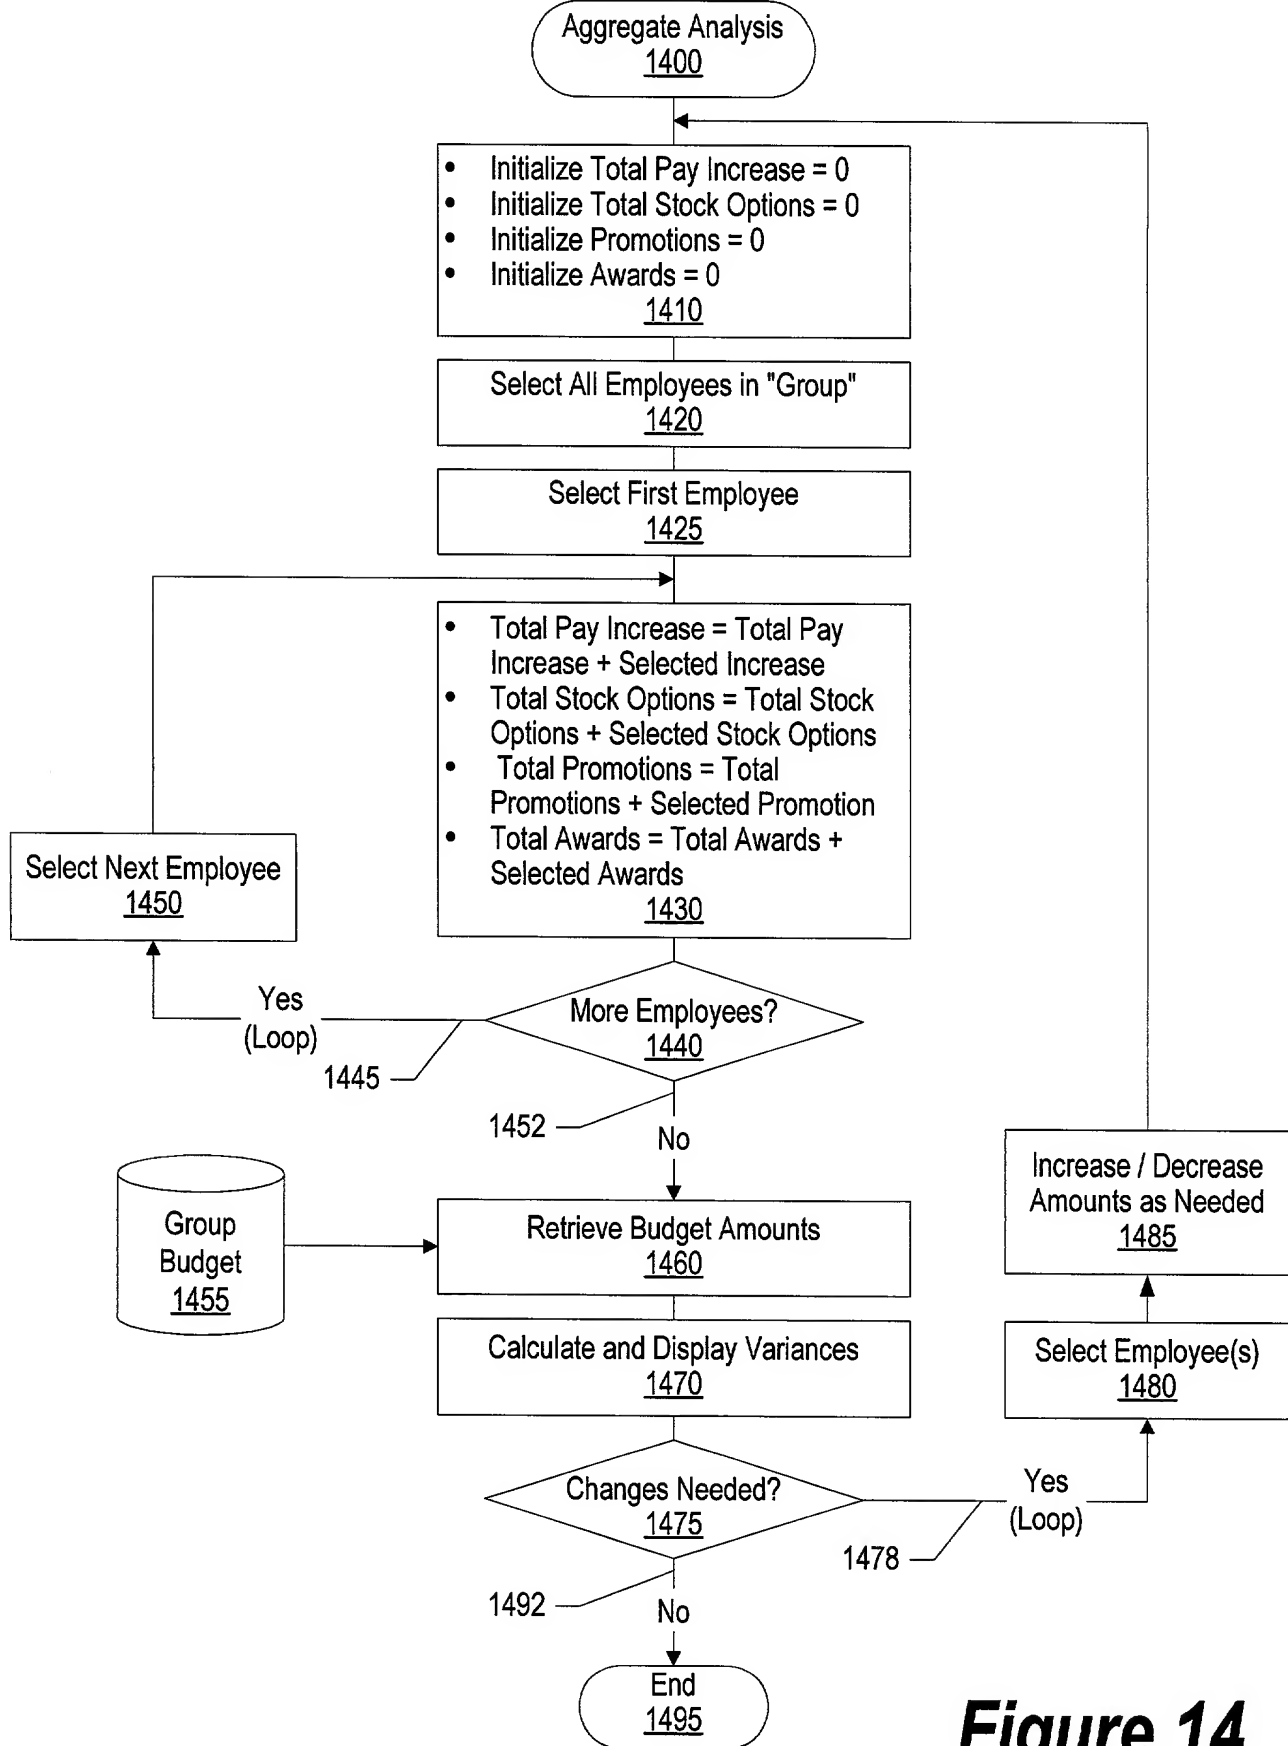 Aggregate Analysis
1400
• Initialize Total Pay Increase = 0
• Initialize Total Stock Options = 0
• Initialize Promotions = 0
• Initialize Awards = 0
1410
Select All Employees in "Group"
1420
Select First Employee
1425
• Total Pay Increase = Total Pay
Increase + Selected Increase
• Total Stock Options = Total Stock
Options + Selected Stock Options
• Total Promotions = Total
Promotions + Selected Promotion
• Total Awards = Total Awards +
Selected Awards
1430
Select Next Employee
1450
More Employees?
1440
Yes
(Loop)
1445
1452
No
Group
Budget
1455
Retrieve Budget Amounts
1460
Increase / Decrease
Amounts as Needed
1485
Calculate and Display Variances
1470
Select Employee(s)
1480
Changes Needed?
1475
Yes
(Loop)
1478
1492
No
End
1495
Figure 14